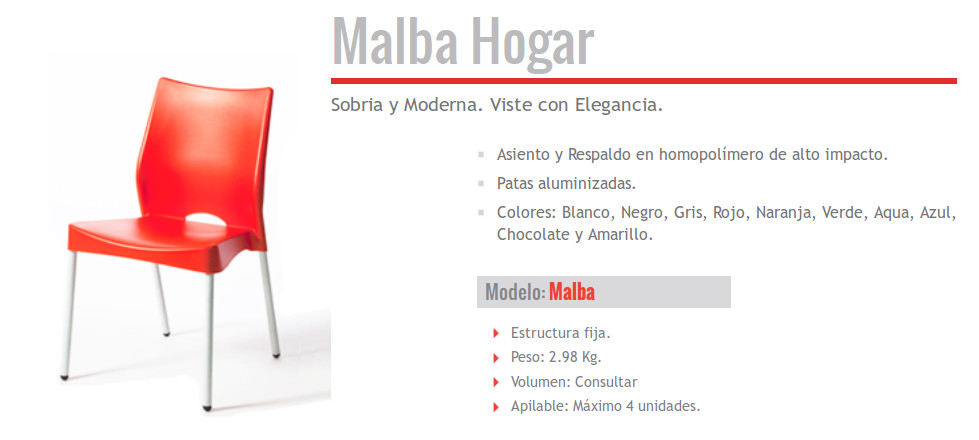 Malba Hogar
Sobria y Moderna. Viste con Elegancia.
Asiento y Respaldo en homopolímero de alto impacto.
Patas aluminizadas.
Colores: Blanco, Negro, Gris, Rojo, Naranja, Verde, Aqua, Azul,
Chocolate y Amarillo.
Modelo: Malba
Estructura fija.
Peso: 2.98 Kg.
Volumen: Consultar
Apilable: Máximo 4 unidades.